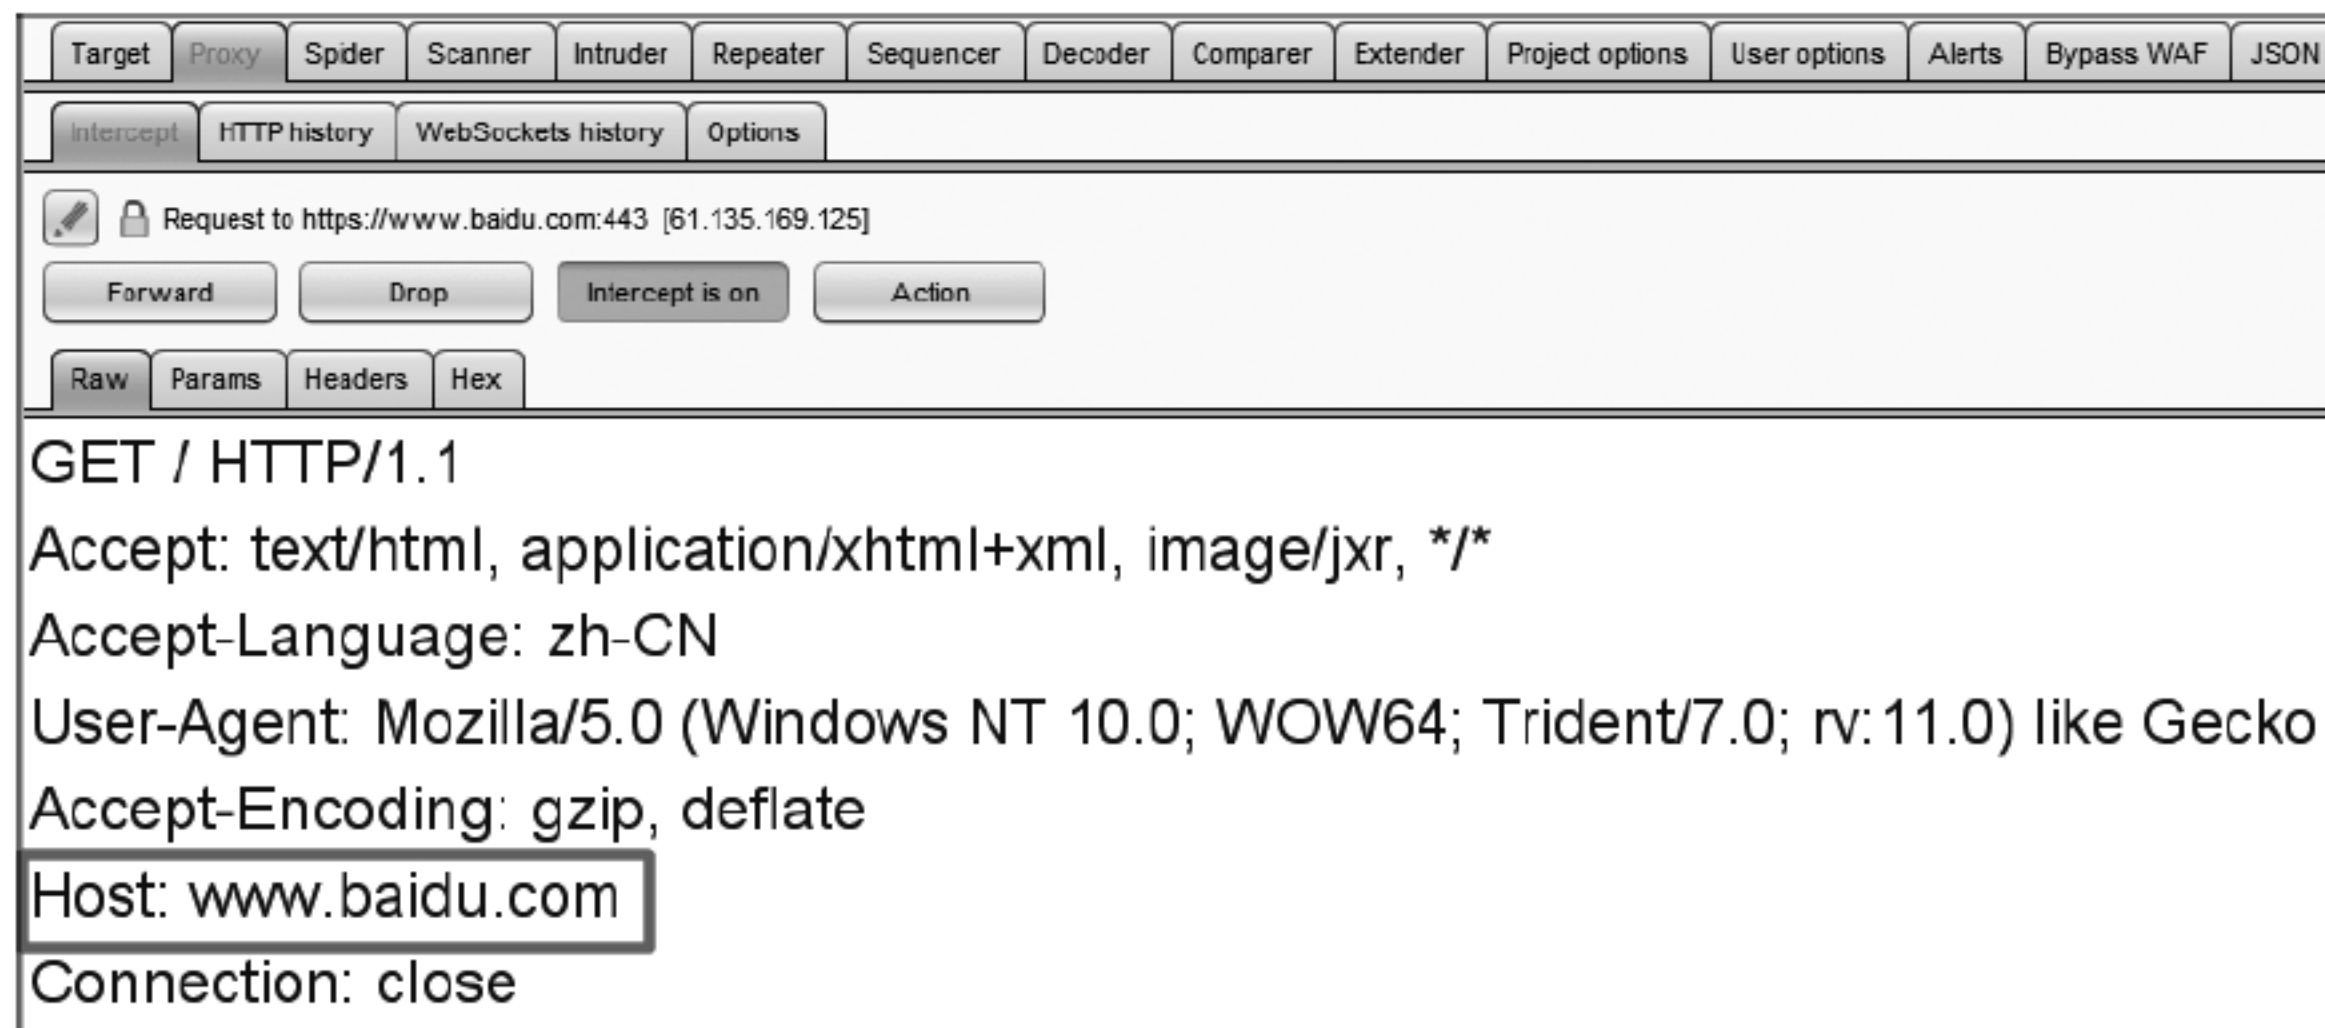 Target Proxy Spider Scanner Intruder Repeater Sequencer Decoder Comparer Extender Project options User options Alerts Bypass WAF JSON
Intercept HTTP history WebSockets history Options
Request to https://www.baidu.com:443 [61.135.169.125]
Forward Drop Intercept is on Action
Raw Params Headers Hex
GET / HTTP/1.1
Accept: text/html, application/xhtml+xml, image/jxr, */*
Accept-Language: zh-CN
User-Agent: Mozilla/5.0 (Windows NT 10.0; WOW64; Trident/7.0; rv:11.0) like Gecko
Accept-Encoding: gzip, deflate
Host: www.baidu.com
Connection: close